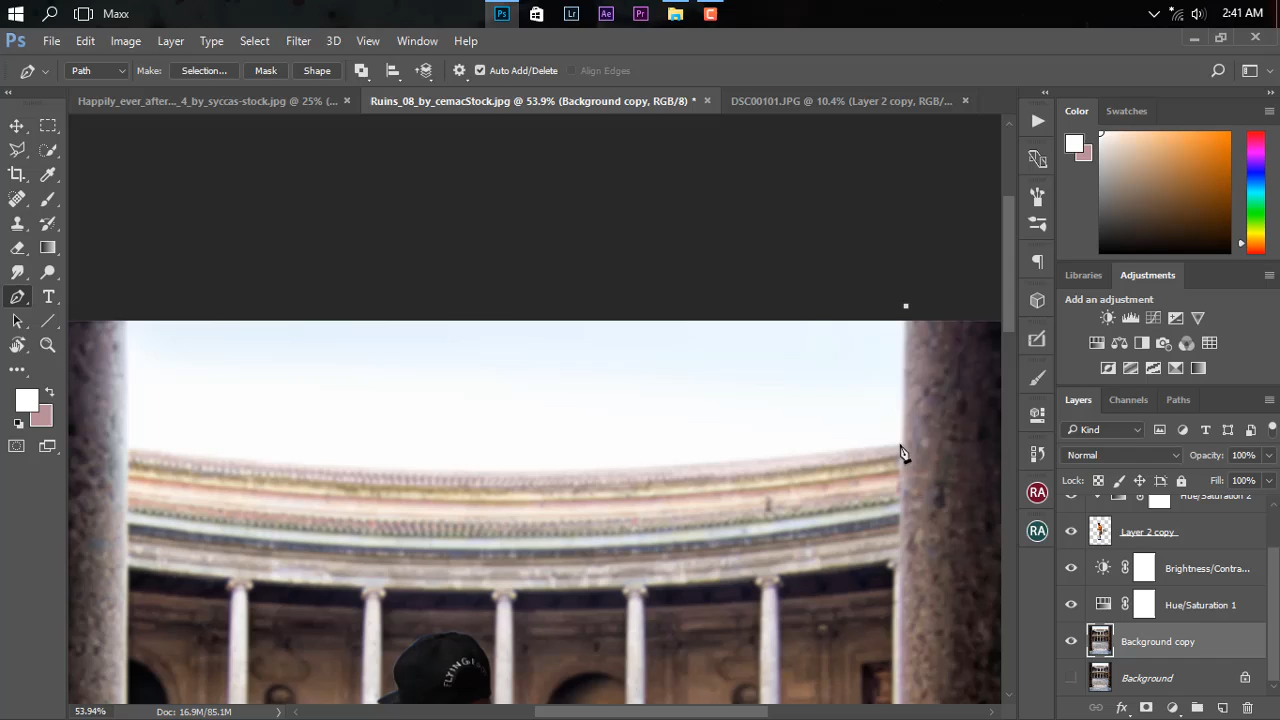 Maxx
2:41 AM
Ps File Edit Image Layer Type Select Filter 3D View Window Help
Path Make: Selection... Mask Shape Auto Add/Delete Align Edges
Happily_ever_after..._4_by_syccas-stock.jpg @ 25% (... × Ruins_08_by_cemacStock.jpg @ 53.9% (Background copy, RGB/8) * × DSC00101.JPG @ 10.4% (Layer 2 copy, RGB/... ×
Color Swatches
Libraries Adjustments
Add an adjustment
Layers Channels Paths
Kind
Normal Opacity: 100%
Lock: Fill: 100%
Hue/Saturation 2
Layer 2 copy
Brightness/Contra...
Hue/Saturation 1
Background copy
Background
RA
RA
53.94% Doc: 16.9M/85.1M